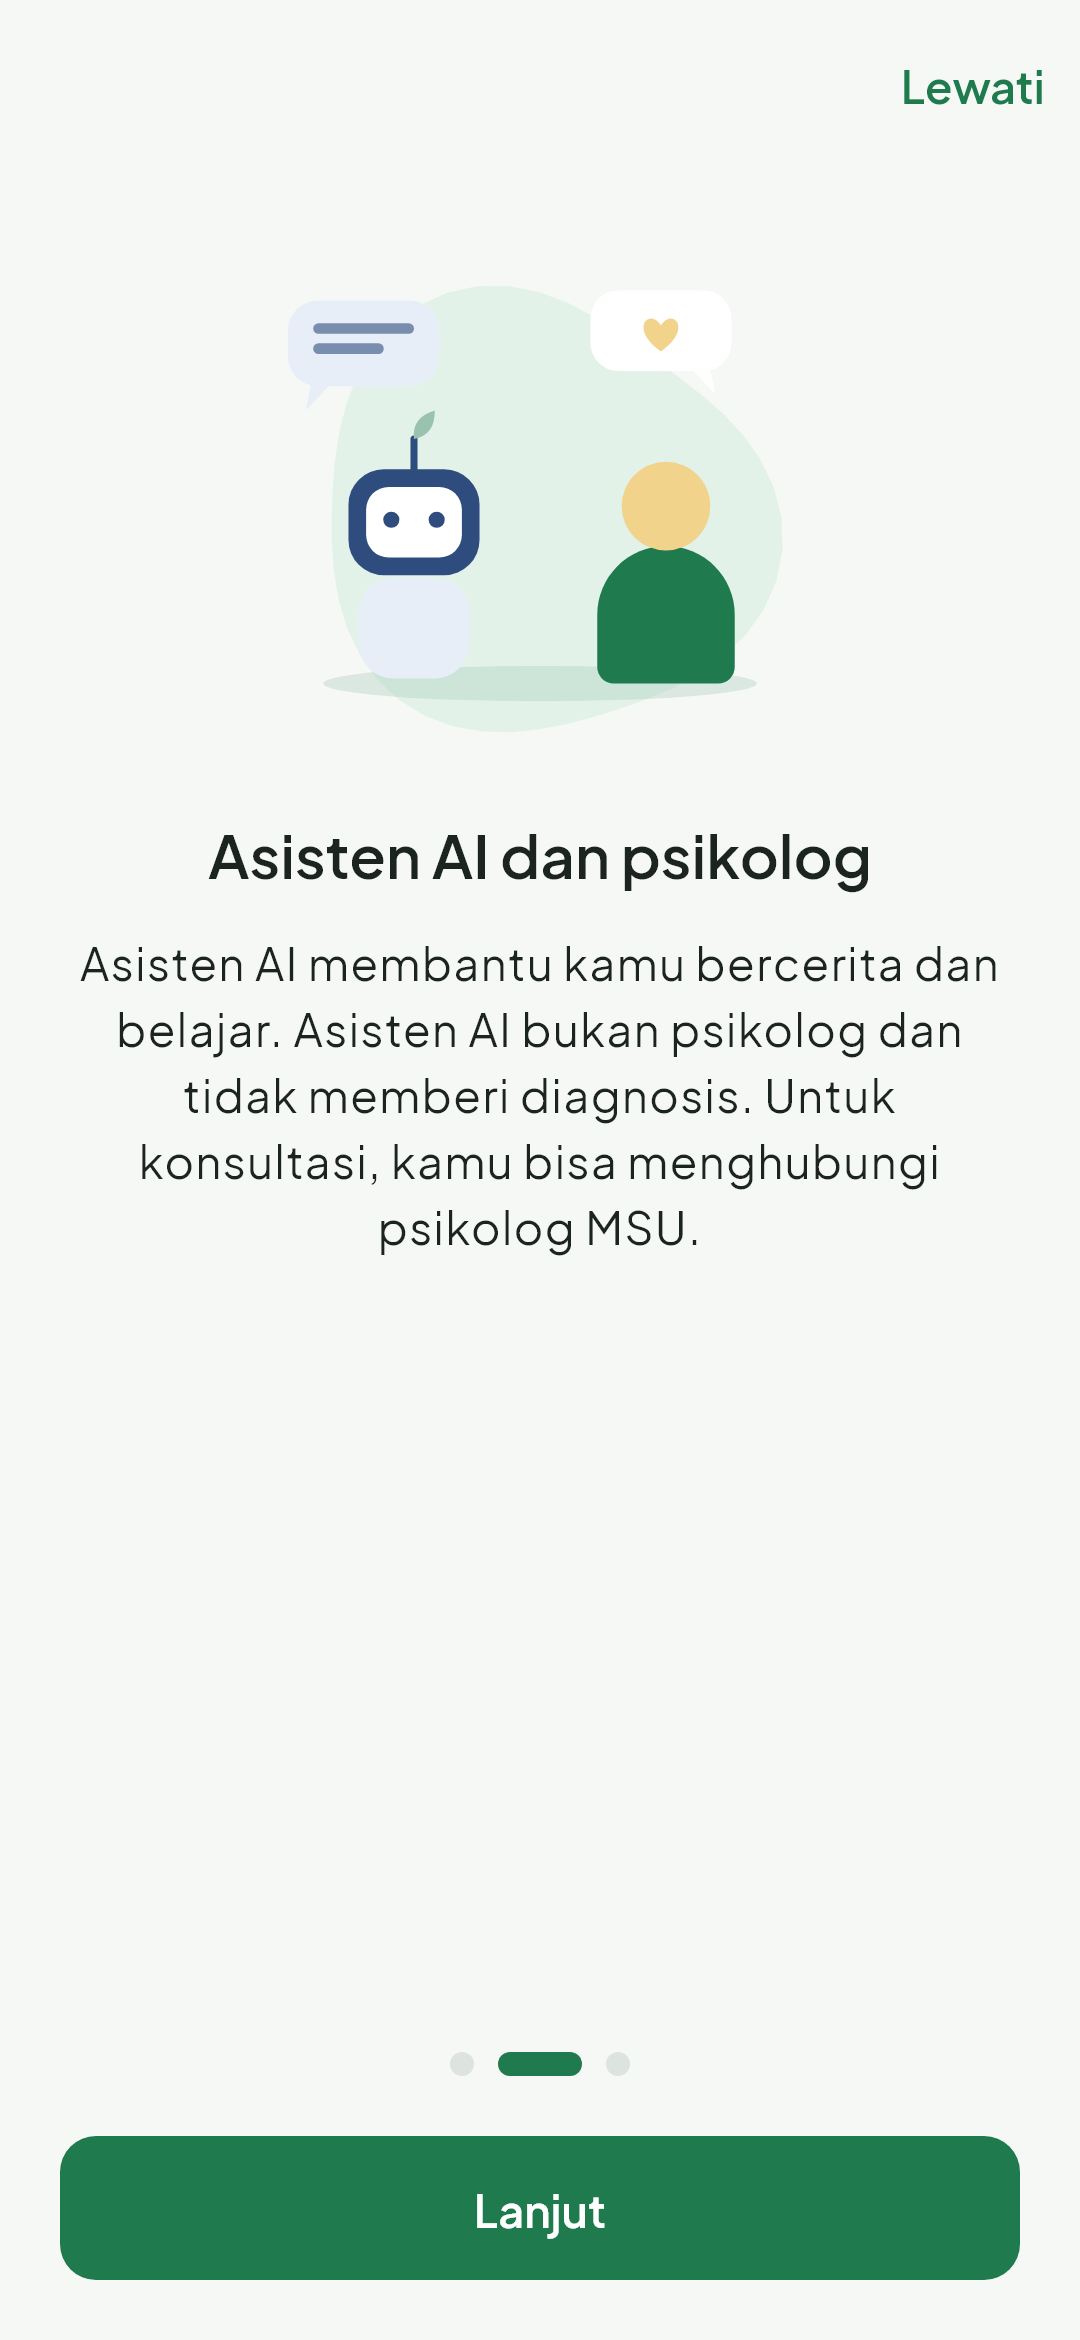 Lewati
Asisten AI dan psikolog
Asisten AI membantu kamu bercerita dan
belajar. Asisten AI bukan psikolog dan
tidak memberi diagnosis. Untuk
konsultasi, kamu bisa menghubungi
psikolog MSU.
Lanjut